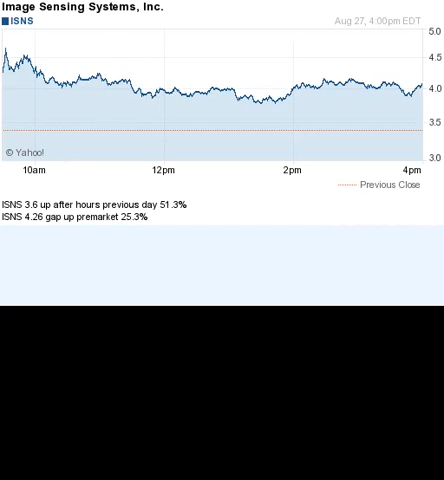 Image Sensing Systems, Inc.
ISNS Aug 27, 4:00pm EDT
5.0
4.5
4.0
3.5
3.0
© Yahoo!
10am 12pm 2pm 4pm
Previous Close
ISNS 3.6 up after hours previous day 51.3%
ISNS 4.26 gap up premarket 25.3%